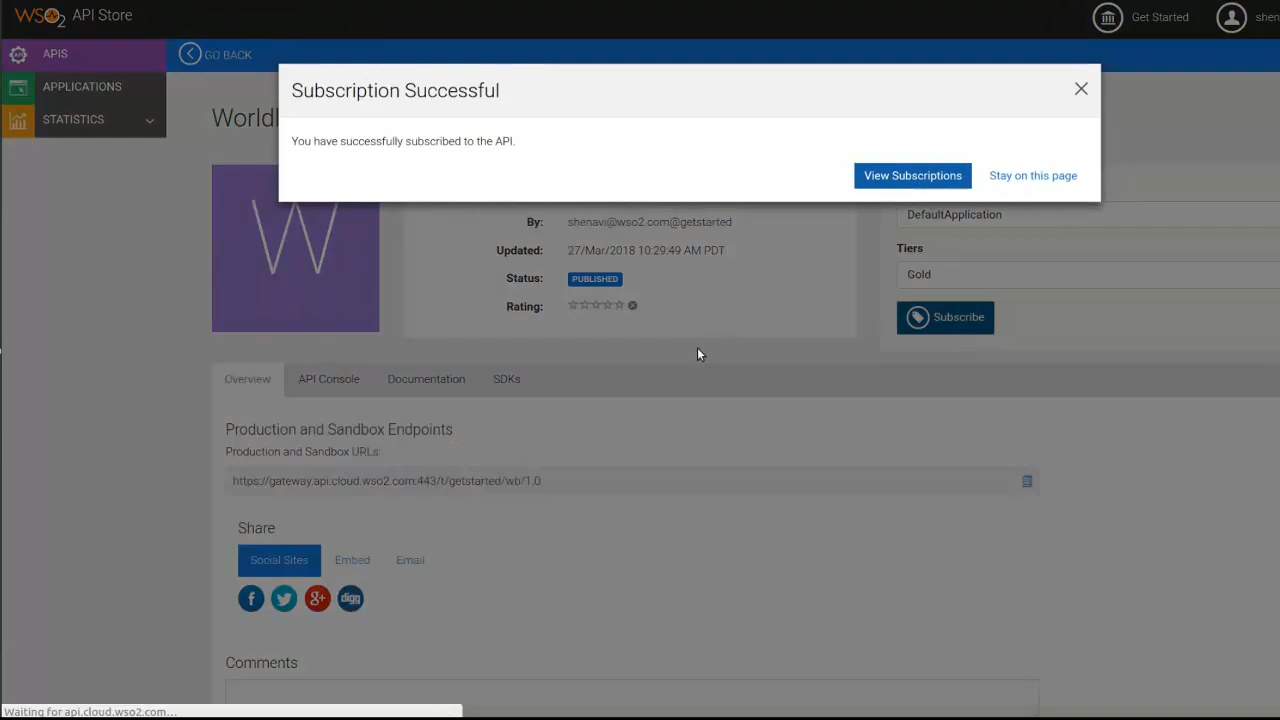 WSO2 API Store
Get Started
APIS
GO BACK
APPLICATIONS
STATISTICS
Subscription Successful
You have successfully subscribed to the API.
View Subscriptions
Stay on this page
W
By: shenavi@wso2.com@getstarted
Updated: 27/Mar/2018 10:29:49 AM PDT
Status: PUBLISHED
Rating:
DefaultApplication
Tiers
Gold
Subscribe
Overview
API Console
Documentation
SDKs
Production and Sandbox Endpoints
Production and Sandbox URLs:
https://gateway.api.cloud.wso2.com:443/t/getstarted/wb/1.0
Share
Social Sites
Embed
Email
f
g+
digg
Comments
Waiting for api.cloud.wso2.com...